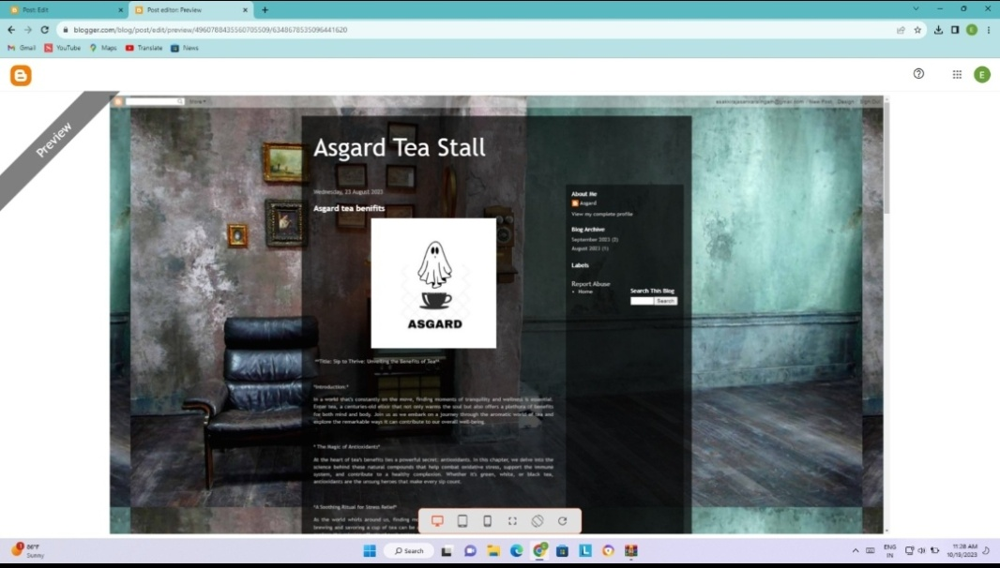 Post: Edit
Post editor: Preview
blogger.com/blog/post/edit/preview/4960788435560705509/6348678535096441620
Gmail YouTube Maps Translate News
E
Preview
New Post Design Sign Out
Asgard Tea Stall
Wednesday, 23 August 2023
Asgard tea benifits
ASGARD
**Title: Sip to Thrive: Unveiling the Benefits of Tea**
*Introduction:*
In a world that's constantly on the move, finding moments of tranquility and wellness is essential.
Enter tea, a centuries-old elixir that not only warms the soul but also offers a plethora of benefits
for both mind and body. Join us as we embark on a journey through the aromatic world of tea and
explore the remarkable ways it can contribute to our overall well-being.
* The Magic of Antioxidants*
At the heart of tea's benefits lies a powerful secret: antioxidants. In this chapter, we delve into the
science behind these natural compounds that help combat oxidative stress, support the immune
system, and contribute to a healthy complexion. Whether it's green, white, or black tea,
antioxidants are the unsung heroes that make every sip count.
*A Soothing Ritual for Stress Relief*
As the world whirls around us, finding
brewing and savoring a cup of tea can be
About Me
Asgard
View my complete profile
Blog Archive
September 2023 (2)
August 2023 (1)
Labels
Report Abuse
Home
Search This Blog
Search
86°F
Sunny
Search
ENG
IN
11:28 AM
10/19/2023